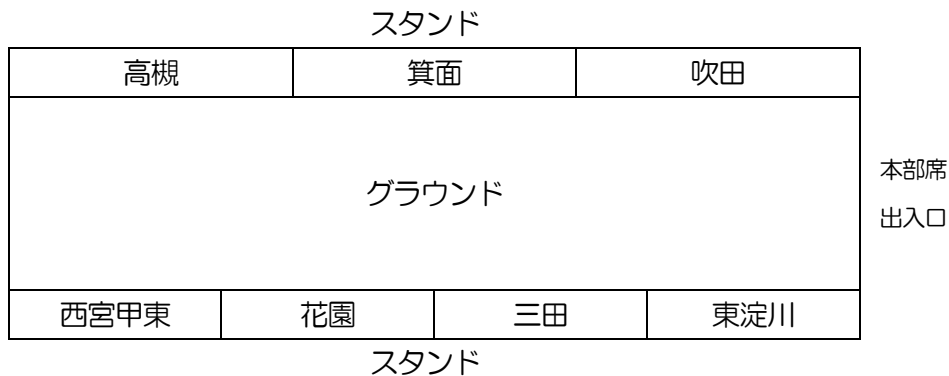 スタンド
高槻 箕面 吹田
グラウンド
本部席
出入口
西宮甲東 花園 三田 東淀川
スタンド